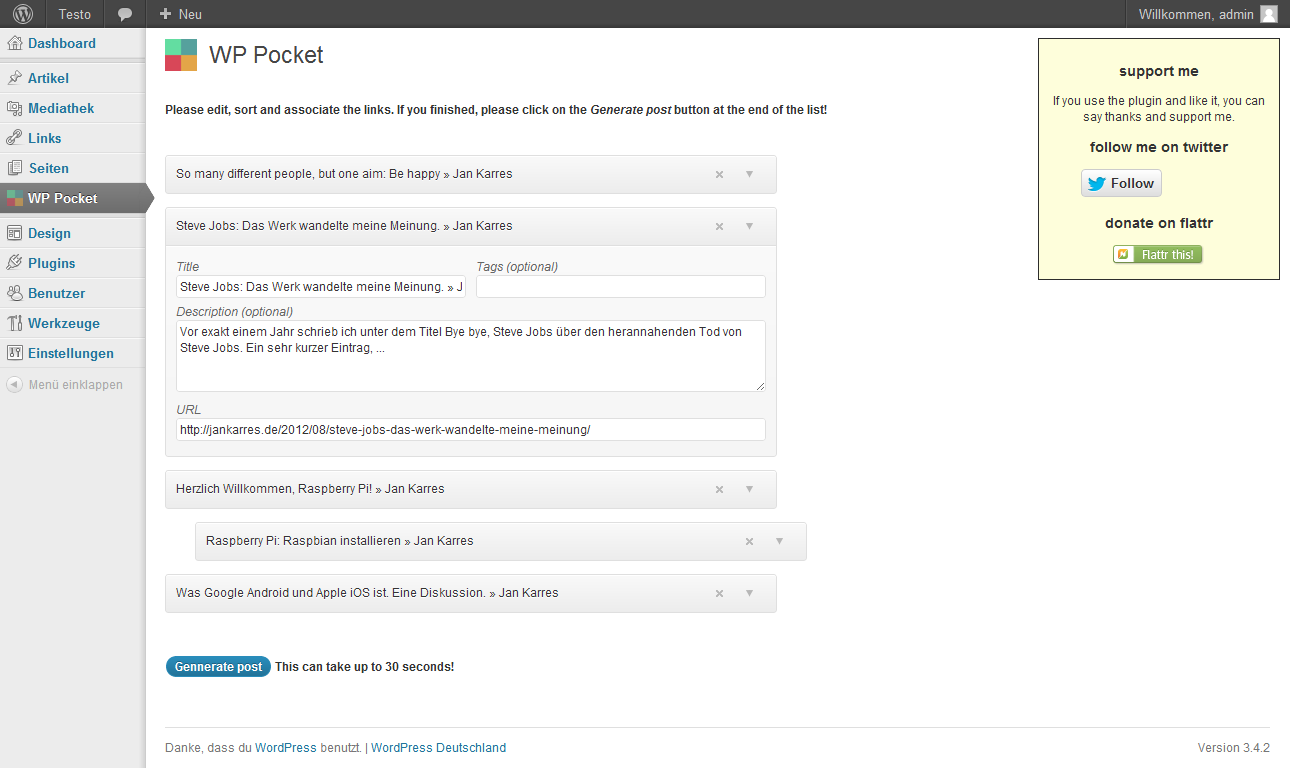 Testo
Neu
Willkommen, admin
Dashboard
Artikel
Mediathek
Links
Seiten
WP Pocket
Design
Plugins
Benutzer
Werkzeuge
Einstellungen
Menü einklappen
WP Pocket
Please edit, sort and associate the links. If you finished, please click on the Generate post button at the end of the list!
So many different people, but one aim: Be happy » Jan Karres
Steve Jobs: Das Werk wandelte meine Meinung. » Jan Karres
Title
Tags (optional)
Steve Jobs: Das Werk wandelte meine Meinung. » J
Description (optional)
Vor exakt einem Jahr schrieb ich unter dem Titel Bye bye, Steve Jobs über den herannahenden Tod von
Steve Jobs. Ein sehr kurzer Eintrag, ...
URL
http://jankarres.de/2012/08/steve-jobs-das-werk-wandelte-meine-meinung/
Herzlich Willkommen, Raspberry Pi! » Jan Karres
Raspberry Pi: Raspbian installieren » Jan Karres
Was Google Android und Apple iOS ist. Eine Diskussion. » Jan Karres
Gennerate post This can take up to 30 seconds!
support me
If you use the plugin and like it, you can
say thanks and support me.
follow me on twitter
Follow
donate on flattr
Flattr this!
Danke, dass du WordPress benutzt. | WordPress Deutschland
Version 3.4.2